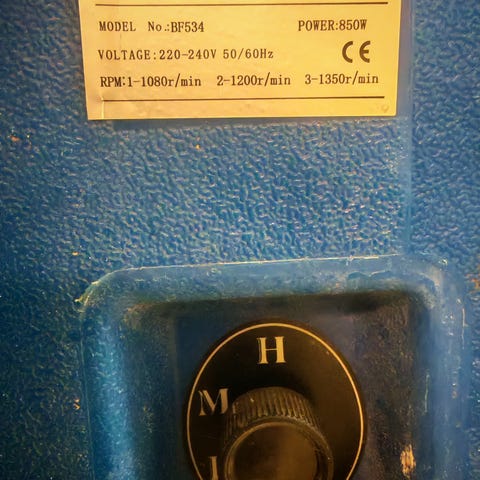 MODEL No.:BF534 POWER:850W
VOLTAGE:220-240V 50/60Hz CE
RPM:1-1080r/min 2-1200r/min 3-1350r/min
H
M